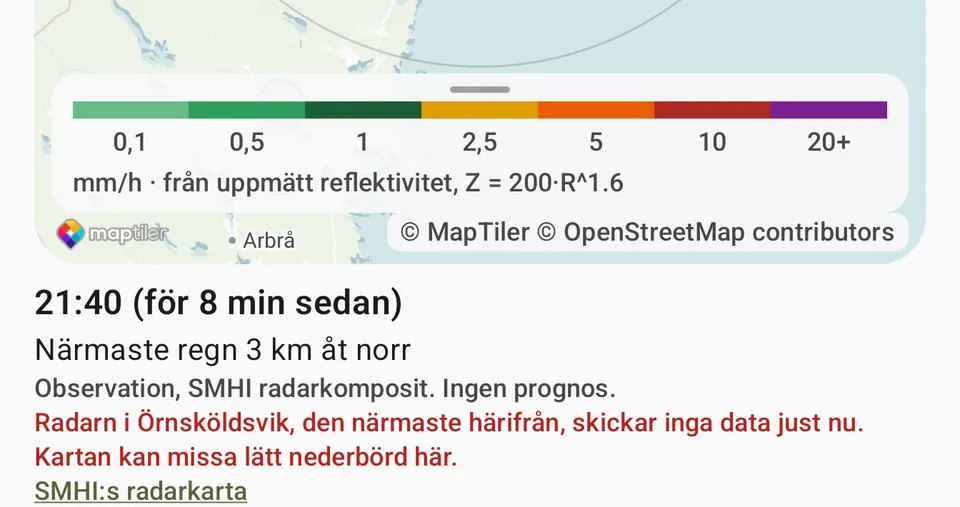 0,1 0,5 1 2,5 5 10 20+
mm/h · från uppmätt reflektivitet, Z = 200·R^1.6
maptiler
© MapTiler © OpenStreetMap contributors
Arbrå
21:40 (för 8 min sedan)
Närmaste regn 3 km åt norr
Observation, SMHI radarkomposit. Ingen prognos.
Radarn i Örnsköldsvik, den närmaste härifrån, skickar inga data just nu.
Kartan kan missa lätt nederbörd här.
SMHI:s radarkarta